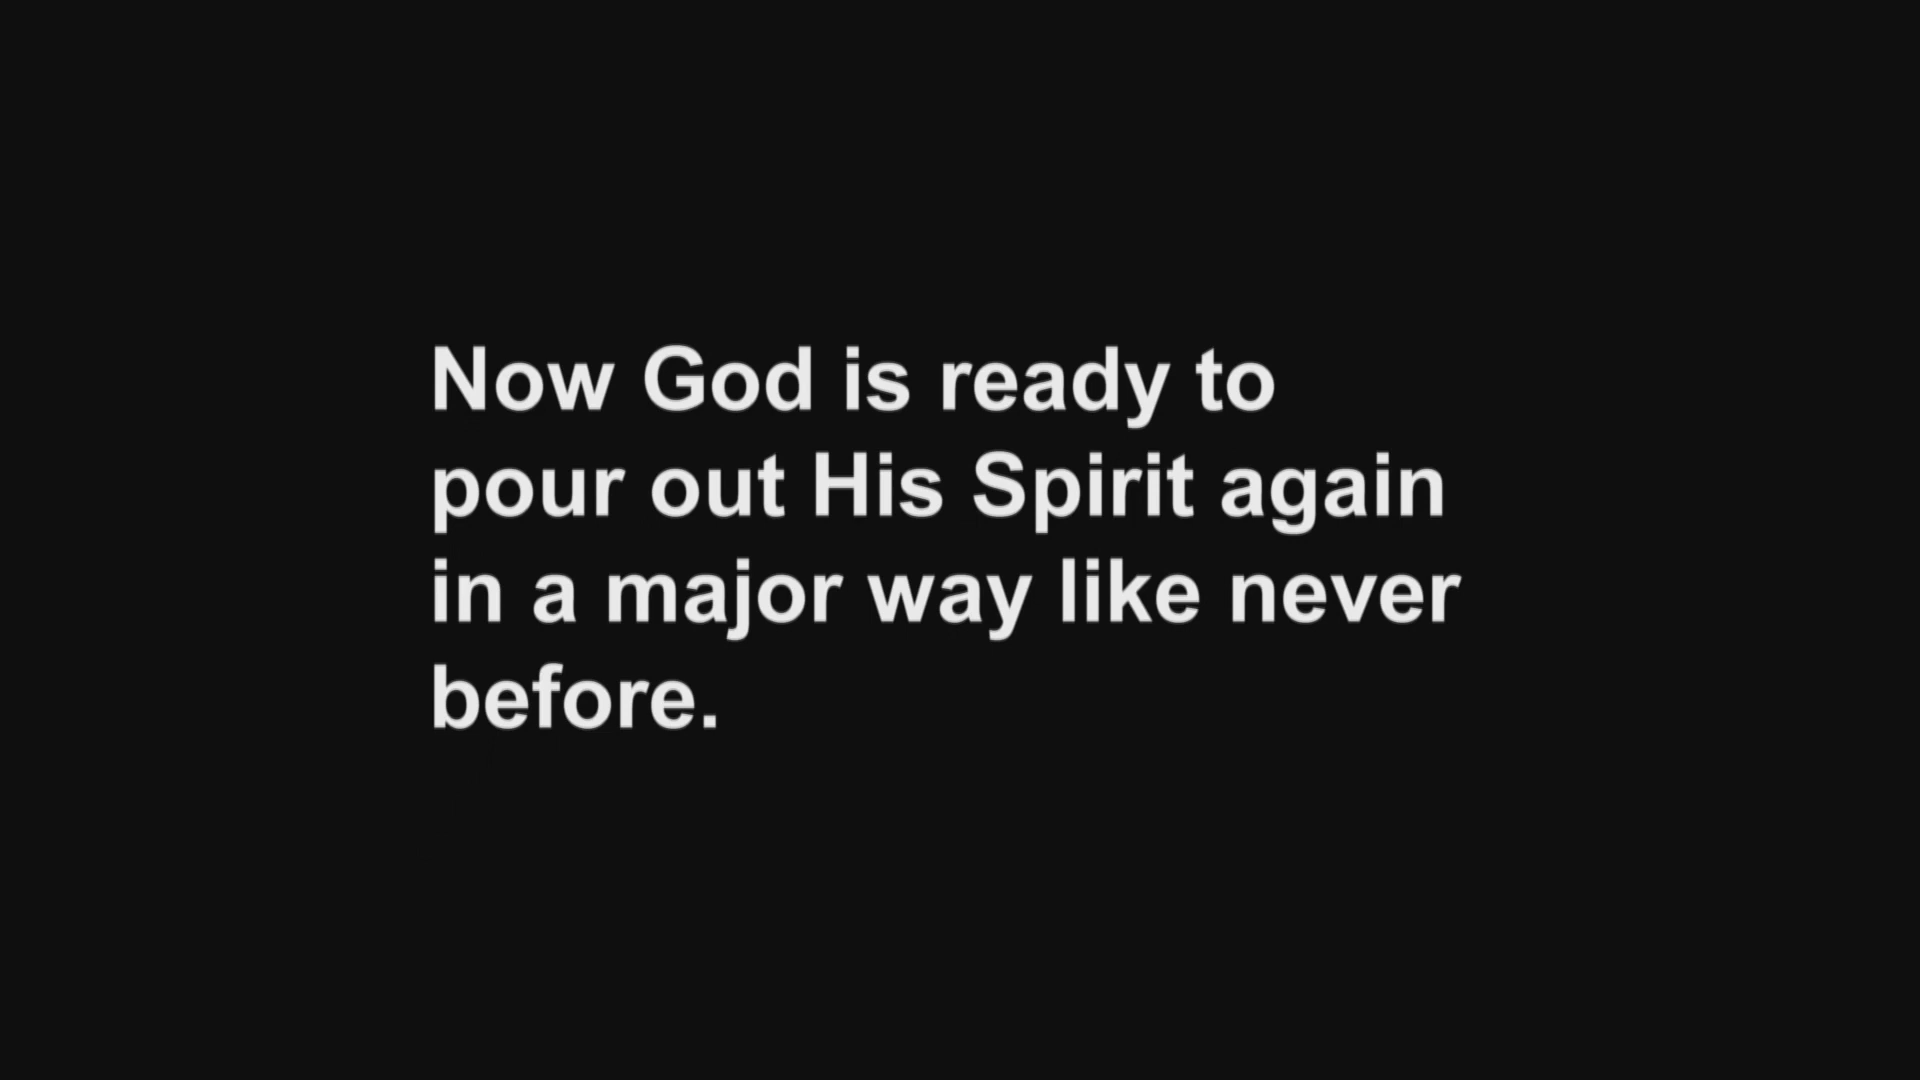 Now God is ready to
pour out His Spirit again
in a major way like never
before.